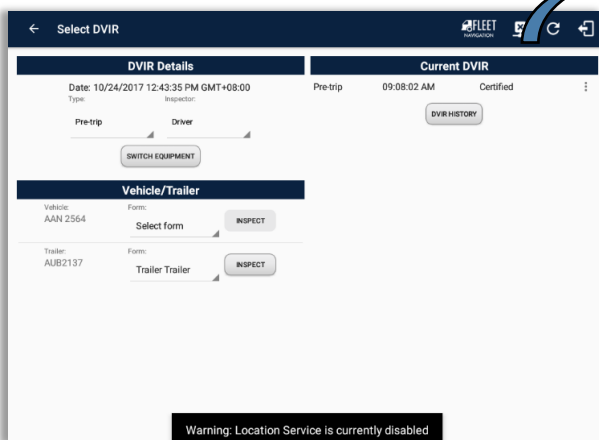 Select DVIR
FLEET
NAVIGATION
DVIR Details
Date: 10/24/2017 12:43:35 PM GMT+08:00
Type: Inspector:
Pre-trip Driver
SWITCH EQUIPMENT
Vehicle/Trailer
Vehicle: Form:
AAN 2564 Select form INSPECT
Trailer: Form:
AUB2137 Trailer Trailer INSPECT
Current DVIR
Pre-trip 09:08:02 AM Certified
DVIR HISTORY
Warning: Location Service is currently disabled